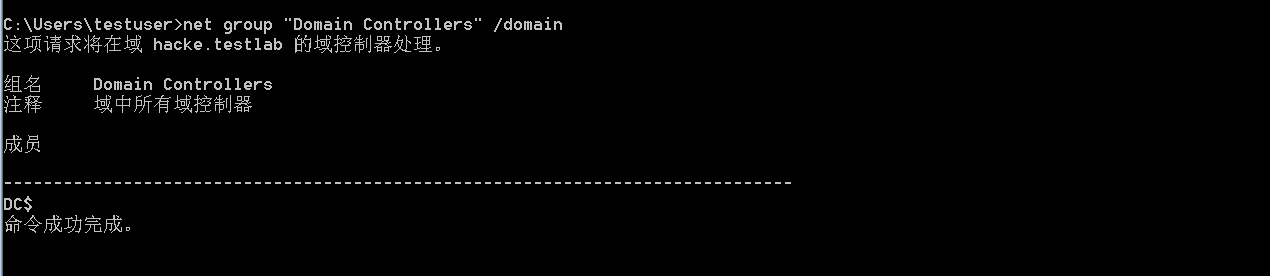 C:\Users\testuser>net group "Domain Controllers" /domain
这项请求将在域 hacke.testlab 的域控制器处理。
组名     Domain Controllers
注释     域中所有域控制器
成员
-------------------------------------------------------------------------------
DC$
命令成功完成。